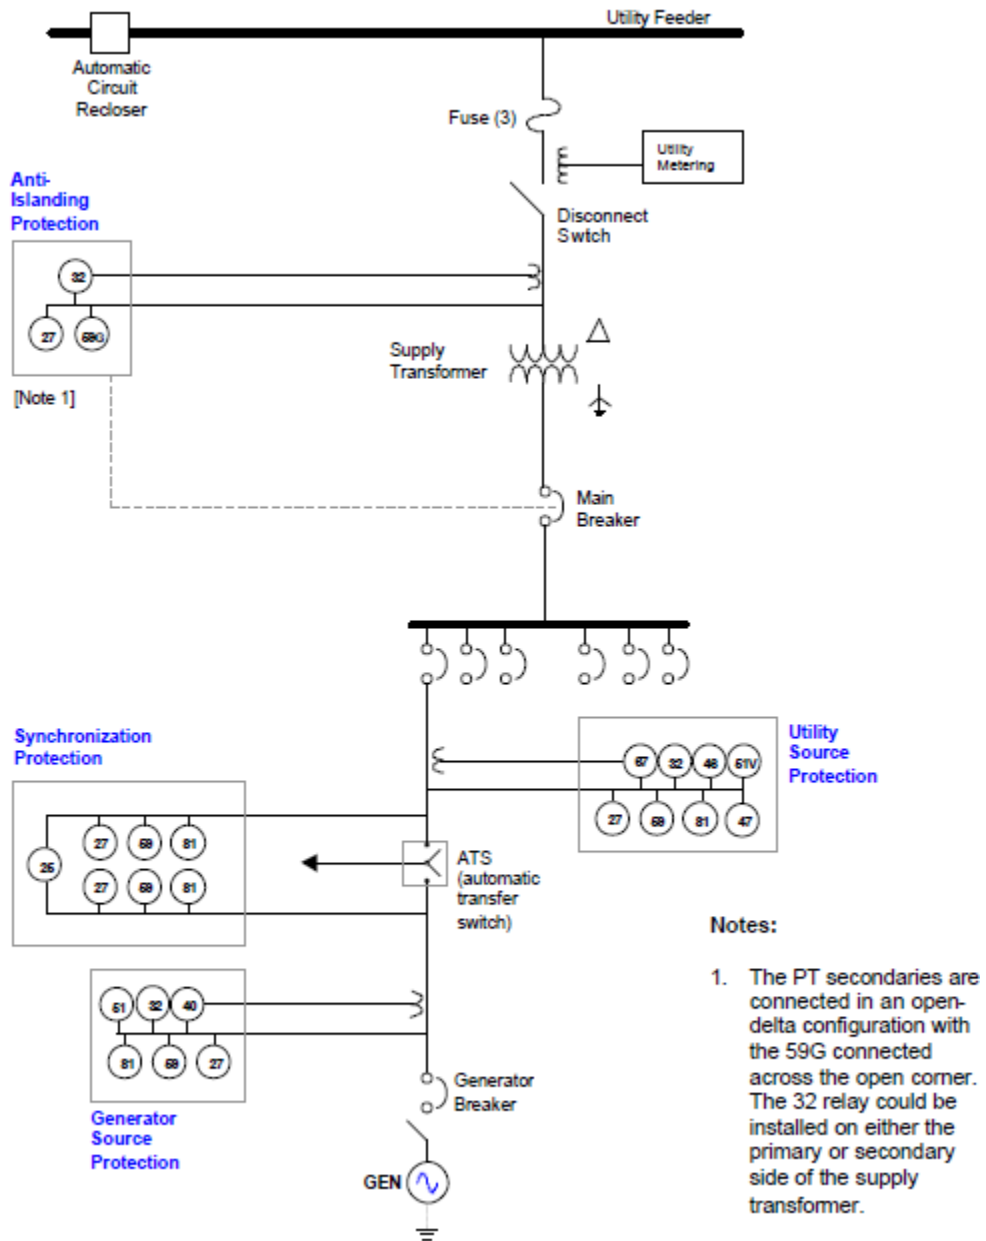 Utility Feeder
Automatic
Circuit
Recloser
Fuse (3)
Utility
Metering
Anti-
Islanding
Protection
Disconnect
Swtch
32
27
59G
[Note 1]
Supply
Transformer
Main
Breaker
Synchronization
Protection
Utility
Source
Protection
67
32
46
51V
27
59
81
47
27
59
81
25
27
59
81
ATS
(automatic
transfer
switch)
51
32
40
81
59
27
Generator
Source
Protection
Generator
Breaker
GEN
Notes:
1. The PT secondaries are
connected in an open-
delta configuration with
the 59G connected
across the open corner.
The 32 relay could be
installed on either the
primary or secondary
side of the supply
transformer.